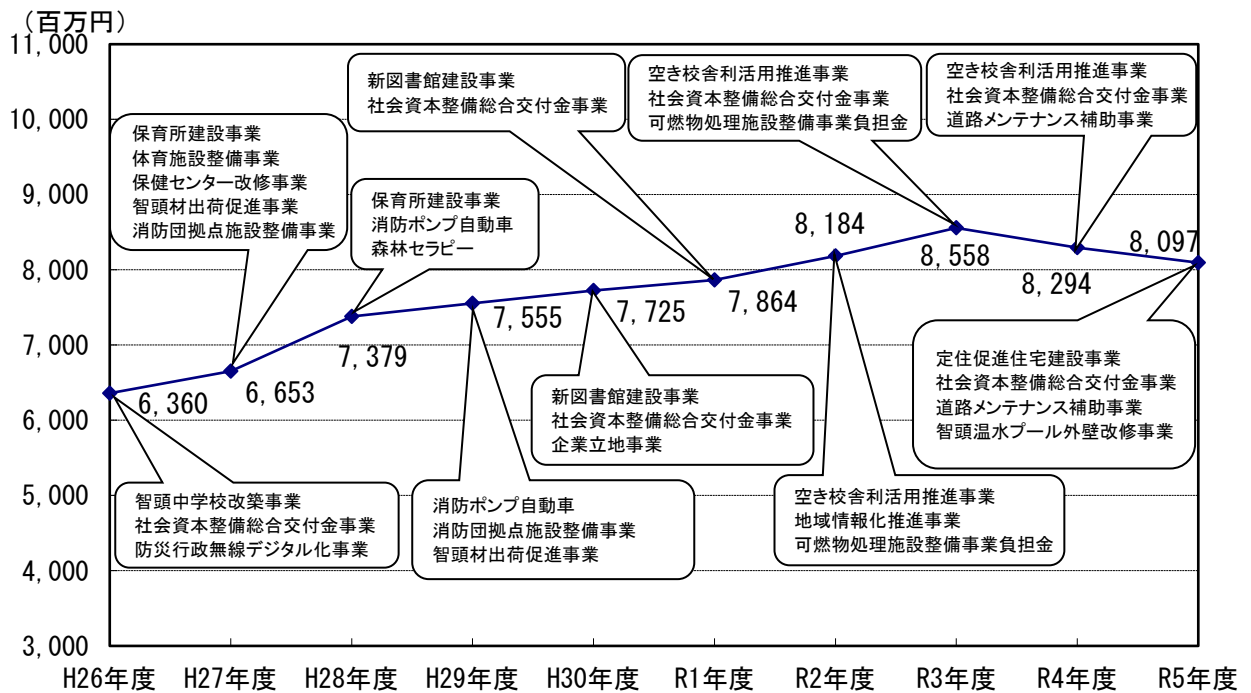 (百万円)
11,000
10,000
9,000
8,000
7,000
6,000
5,000
4,000
3,000
新図書館建設事業
社会資本整備総合交付金事業
空き校舎利活用推進事業
社会資本整備総合交付金事業
可燃物処理施設整備事業負担金
空き校舎利活用推進事業
社会資本整備総合交付金事業
道路メンテナンス補助事業
保育所建設事業
体育施設整備事業
保健センター改修事業
智頭材出荷促進事業
消防団拠点施設整備事業
保育所建設事業
消防ポンプ自動車
森林セラピー
6,360
6,653
7,379
7,555
7,725
7,864
8,184
8,558
8,294
8,097
智頭中学校改築事業
社会資本整備総合交付金事業
防災行政無線デジタル化事業
消防ポンプ自動車
消防団拠点施設整備事業
智頭材出荷促進事業
新図書館建設事業
社会資本整備総合交付金事業
企業立地事業
空き校舎利活用推進事業
地域情報化推進事業
可燃物処理施設整備事業負担金
定住促進住宅建設事業
社会資本整備総合交付金事業
道路メンテナンス補助事業
智頭温水プール外壁改修事業
H26年度 H27年度 H28年度 H29年度 H30年度 R1年度 R2年度 R3年度 R4年度 R5年度